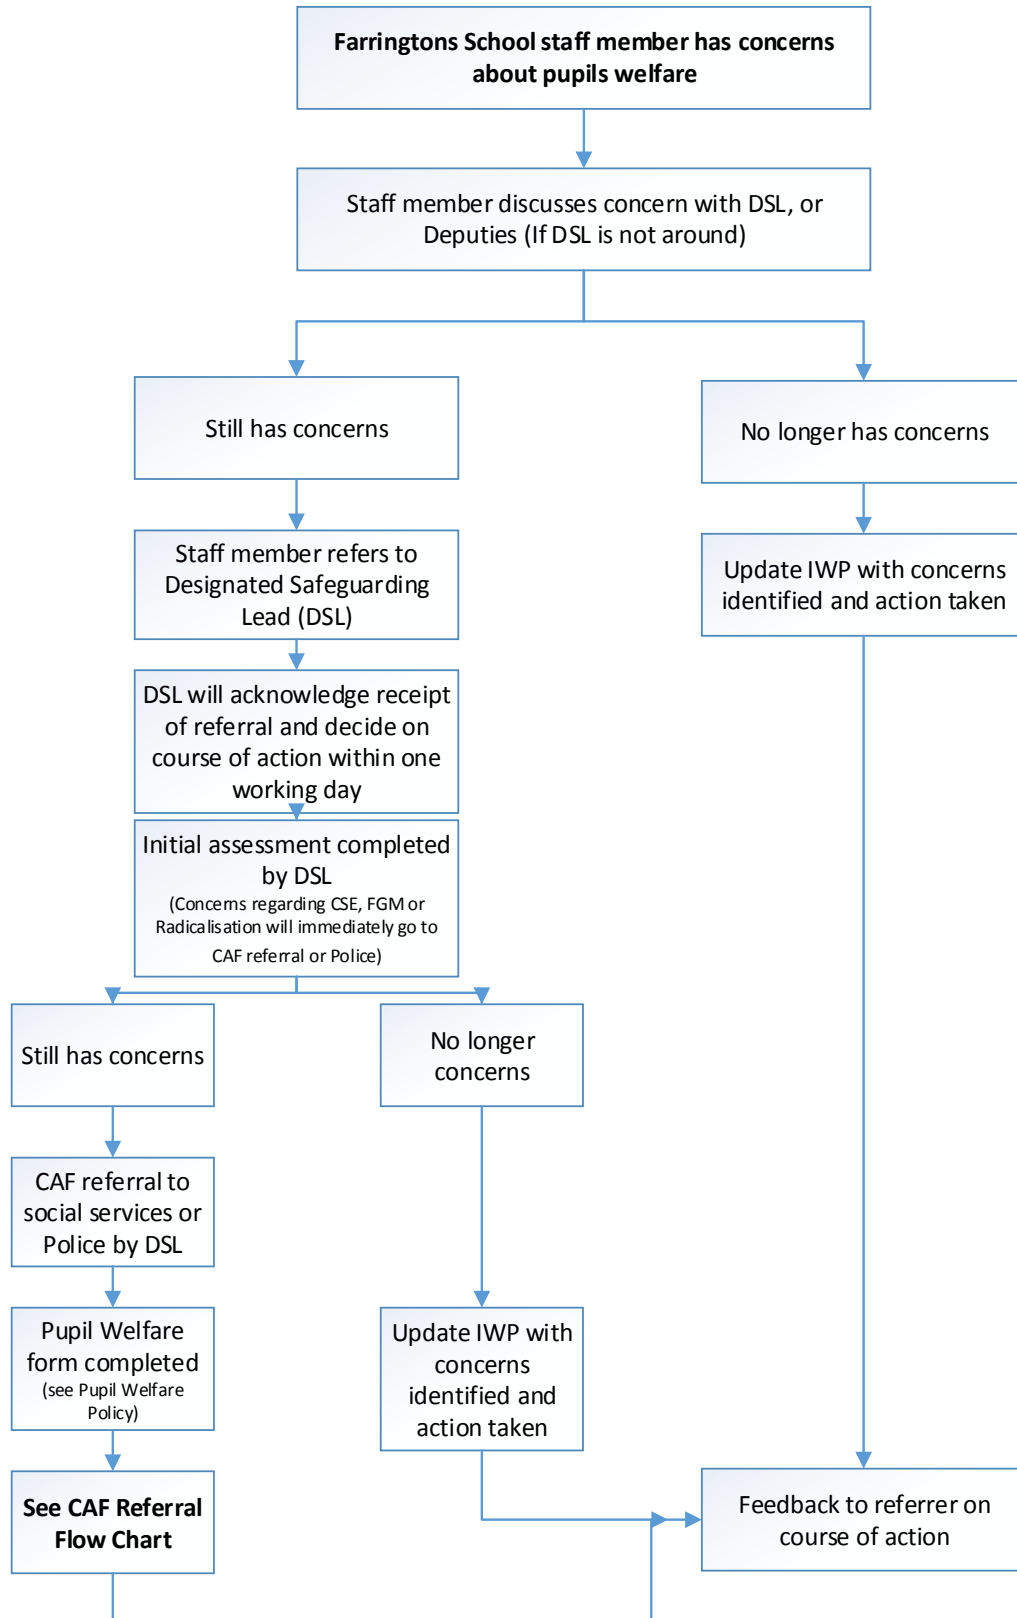 Farringtons School staff member has concerns
about pupils welfare
Staff member discusses concern with DSL, or
Deputies (If DSL is not around)
Still has concerns
No longer has concerns
Staff member refers to
Designated Safeguarding
Lead (DSL)
Update IWP with concerns
identified and action taken
DSL will acknowledge receipt
of referral and decide on
course of action within one
working day
Initial assessment completed
by DSL
(Concerns regarding CSE, FGM or
Radicalisation will immediately go to
CAF referral or Police)
Still has concerns
No longer
concerns
CAF referral to
social services or
Police by DSL
Pupil Welfare
form completed
(see Pupil Welfare
Policy)
Update IWP with
concerns
identified and
action taken
See CAF Referral
Flow Chart
Feedback to referrer on
course of action